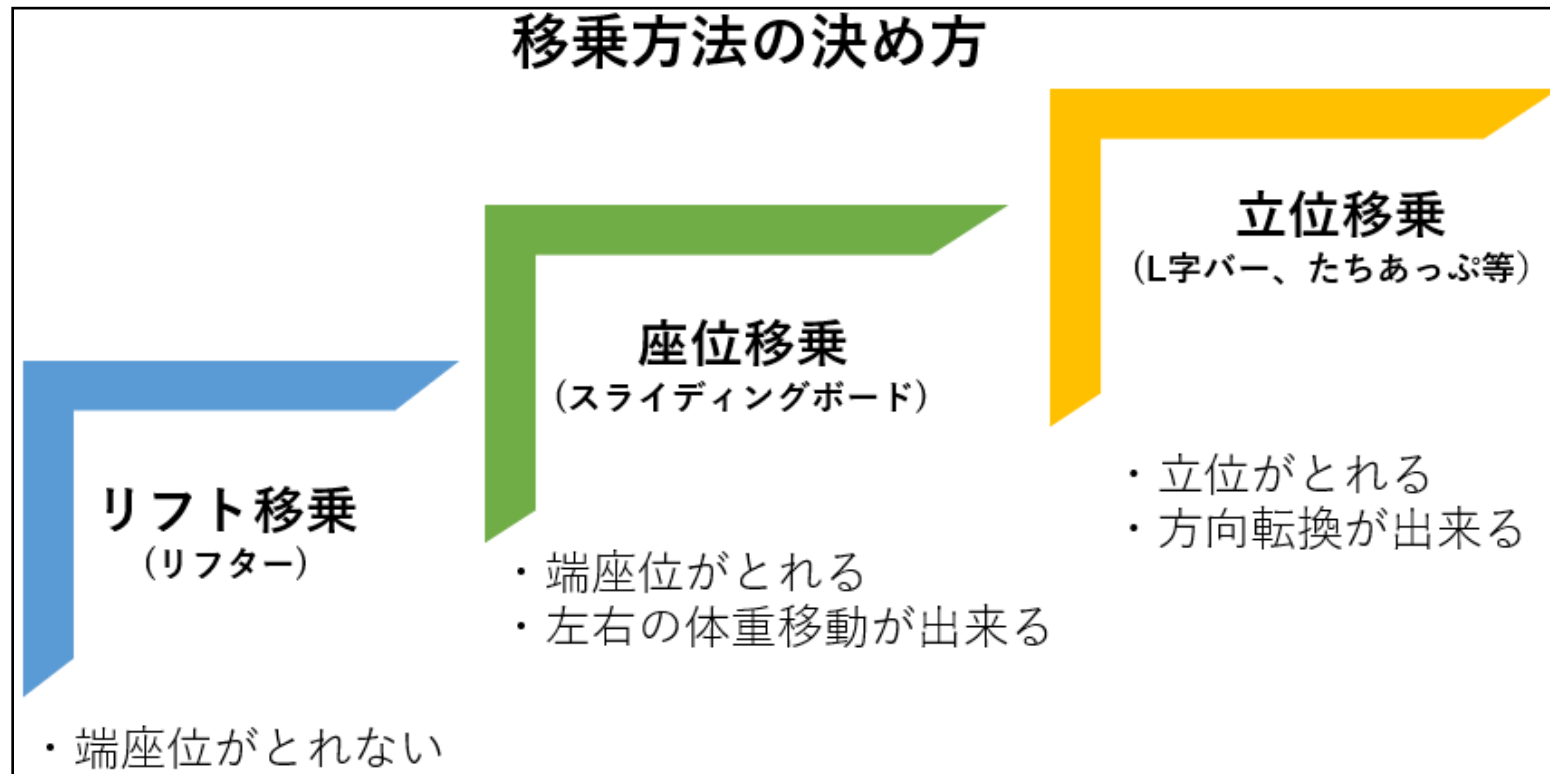 移乗方法の決め方
リフト移乗
(リフター)
・端座位がとれない
座位移乗
(スライディングボード)
・端座位がとれる
・左右の体重移動が出来る
立位移乗
(L字バー、たちあっぷ等)
・立位がとれる
・方向転換が出来る